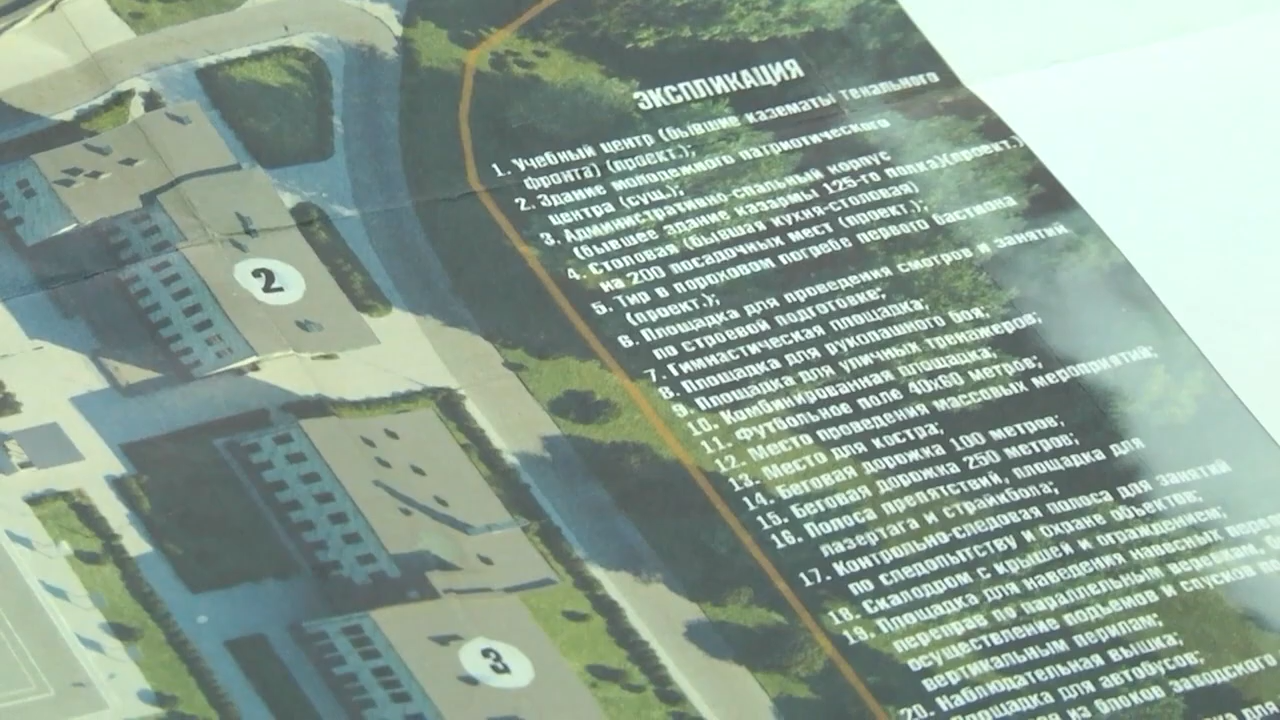 ЭКСПЛИКАЦИЯ
1. Учебный центр (бывшие казематы тенального
фронта) (проект.);
2. Здание молодежного патриотического
центра (сущ.);
3. Административно-спальный корпус
(бывшее здание казармы 125-го полка)(проект.)
4. Столовая (бывшая кухня-столовая)
на 200 посадочных мест (проект.);
5. Тир в пороховом погребе первого бастиона
(проект.);
6. Площадка для проведения смотров и занятий
по строевой подготовке;
7. Гимнастическая площадка;
8. Площадка для рукопашного боя;
9. Площадка для уличных тренажеров;
10. Комбинированная площадка;
11. Футбольное поле 40х60 метров;
12. Место проведения массовых мероприятий;
13. Место для костра;
14. Беговая дорожка 100 метров;
15. Беговая дорожка 250 метров;
16. Полоса препятствий, площадка для
лазертага и страйкбола;
17. Контрольно-следовая полоса для занятий
по следопытству и охране объектов;
18. Скалодром с крышей и ограждением;
19. Площадка для наведения навесных
переправ по параллельным веревкам,
осуществление подъемов и спусков по
вертикальным перилам;
20. Наблюдательная вышка;
Площадка для автобусов;
из блоков заводского
2
3